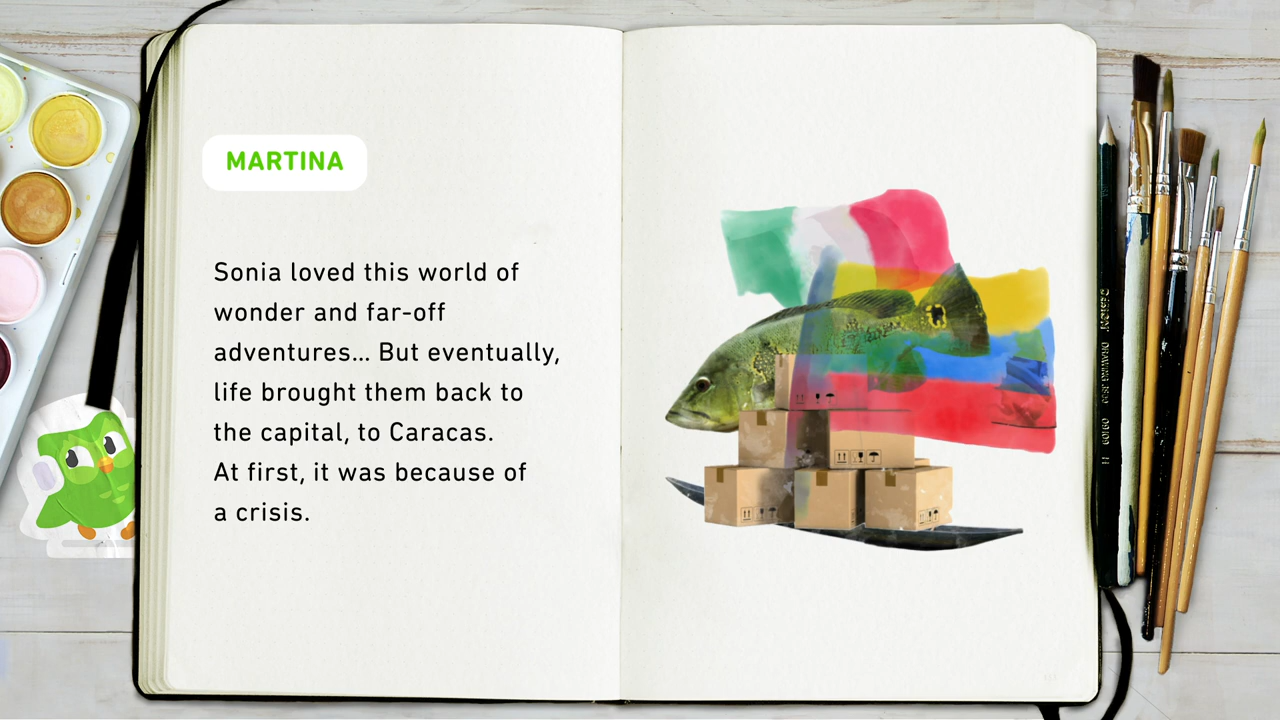 MARTINA
Sonia loved this world of
wonder and far-off
adventures... But eventually,
life brought them back to
the capital, to Caracas.
At first, it was because of
a crisis.